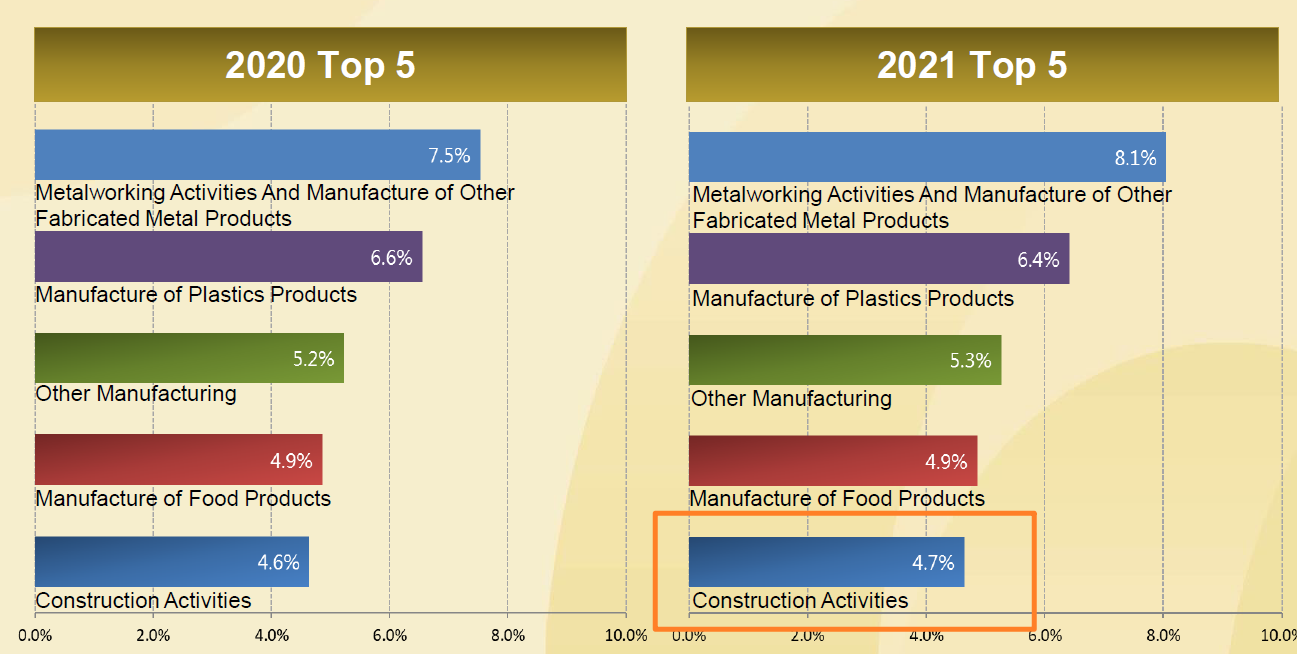 2020 Top 5
7.5%
Metalworking Activities And Manufacture of Other
Fabricated Metal Products
6.6%
Manufacture of Plastics Products
5.2%
Other Manufacturing
4.9%
Manufacture of Food Products
4.6%
Construction Activities
0.0% 2.0% 4.0% 6.0% 8.0% 10.0%
2021 Top 5
8.1%
Metalworking Activities And Manufacture of Other
Fabricated Metal Products
6.4%
Manufacture of Plastics Products
5.3%
Other Manufacturing
4.9%
Manufacture of Food Products
4.7%
Construction Activities
0.0% 2.0% 4.0% 6.0% 8.0% 10.0%